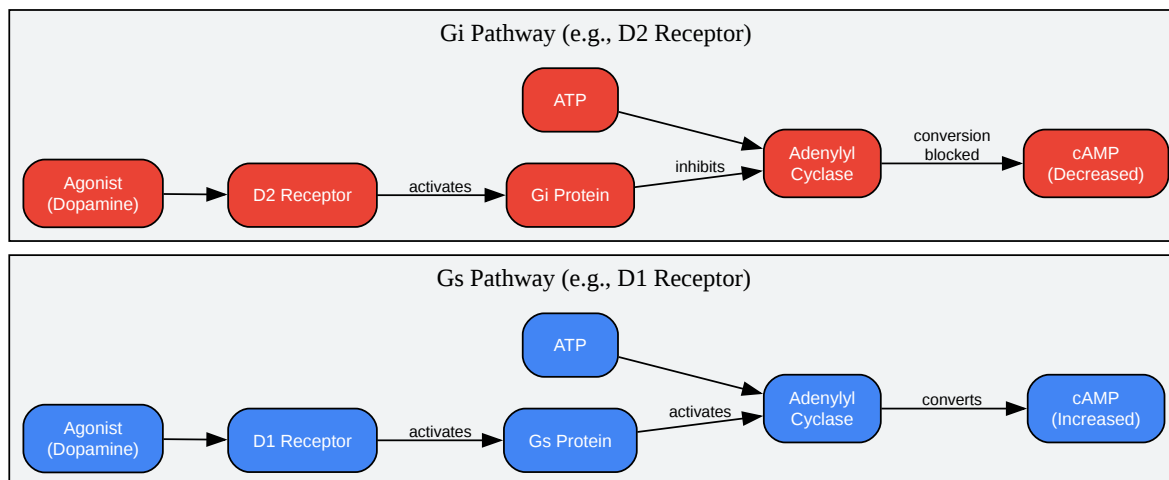 Gi Pathway (e.g., D2 Receptor)
ATP
Agonist
(Dopamine)
D2 Receptor
activates
Gi Protein
inhibits
Adenylyl
Cyclase
conversion
blocked
cAMP
(Decreased)
Gs Pathway (e.g., D1 Receptor)
ATP
Agonist
(Dopamine)
D1 Receptor
activates
Gs Protein
activates
Adenylyl
Cyclase
converts
cAMP
(Increased)